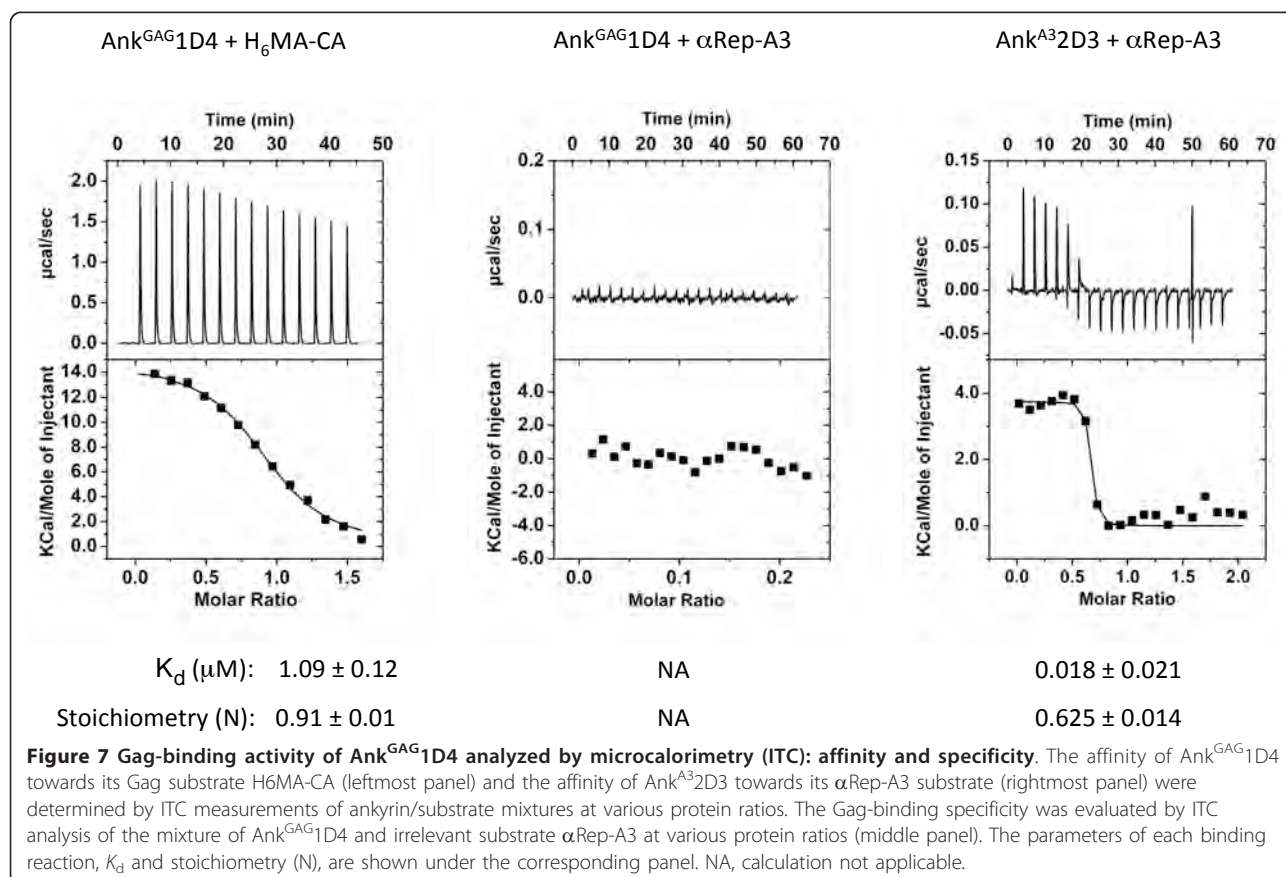 Ank^GAG1D4 + H₆MA-CA
Ank^GAG1D4 + αRep-A3
Ank^A32D3 + αRep-A3
Time (min)
0 10 20 30 40 50
2.0
1.5
1.0
0.5
0.0
µcal/sec
14.0
12.0
10.0
8.0
6.0
4.0
2.0
0.0
KCal/Mole of Injectant
0.0 0.5 1.0 1.5
Molar Ratio
Time (min)
0 10 20 30 40 50 60 70
0.2
0.1
0.0
µcal/sec
4.0
2.0
0.0
-2.0
-4.0
-6.0
KCal/Mole of Injectant
0.0 0.1 0.2
Molar Ratio
Time (min)
0 10 20 30 40 50 60 70
0.15
0.10
0.05
0.00
-0.05
µcal/sec
4.0
2.0
0.0
KCal/Mole of Injectant
0.0 0.5 1.0 1.5 2.0
Molar Ratio
K_d (µM): 1.09 ± 0.12 NA 0.018 ± 0.021
Stoichiometry (N): 0.91 ± 0.01 NA 0.625 ± 0.014
Figure 7 Gag-binding activity of Ank^GAG1D4 analyzed by microcalorimetry (ITC): affinity and specificity. The affinity of Ank^GAG1D4
towards its Gag substrate H6MA-CA (leftmost panel) and the affinity of Ank^A32D3 towards its αRep-A3 substrate (rightmost panel) were
determined by ITC measurements of ankyrin/substrate mixtures at various protein ratios. The Gag-binding specificity was evaluated by ITC
analysis of the mixture of Ank^GAG1D4 and irrelevant substrate αRep-A3 at various protein ratios (middle panel). The parameters of each binding
reaction, K_d and stoichiometry (N), are shown under the corresponding panel. NA, calculation not applicable.